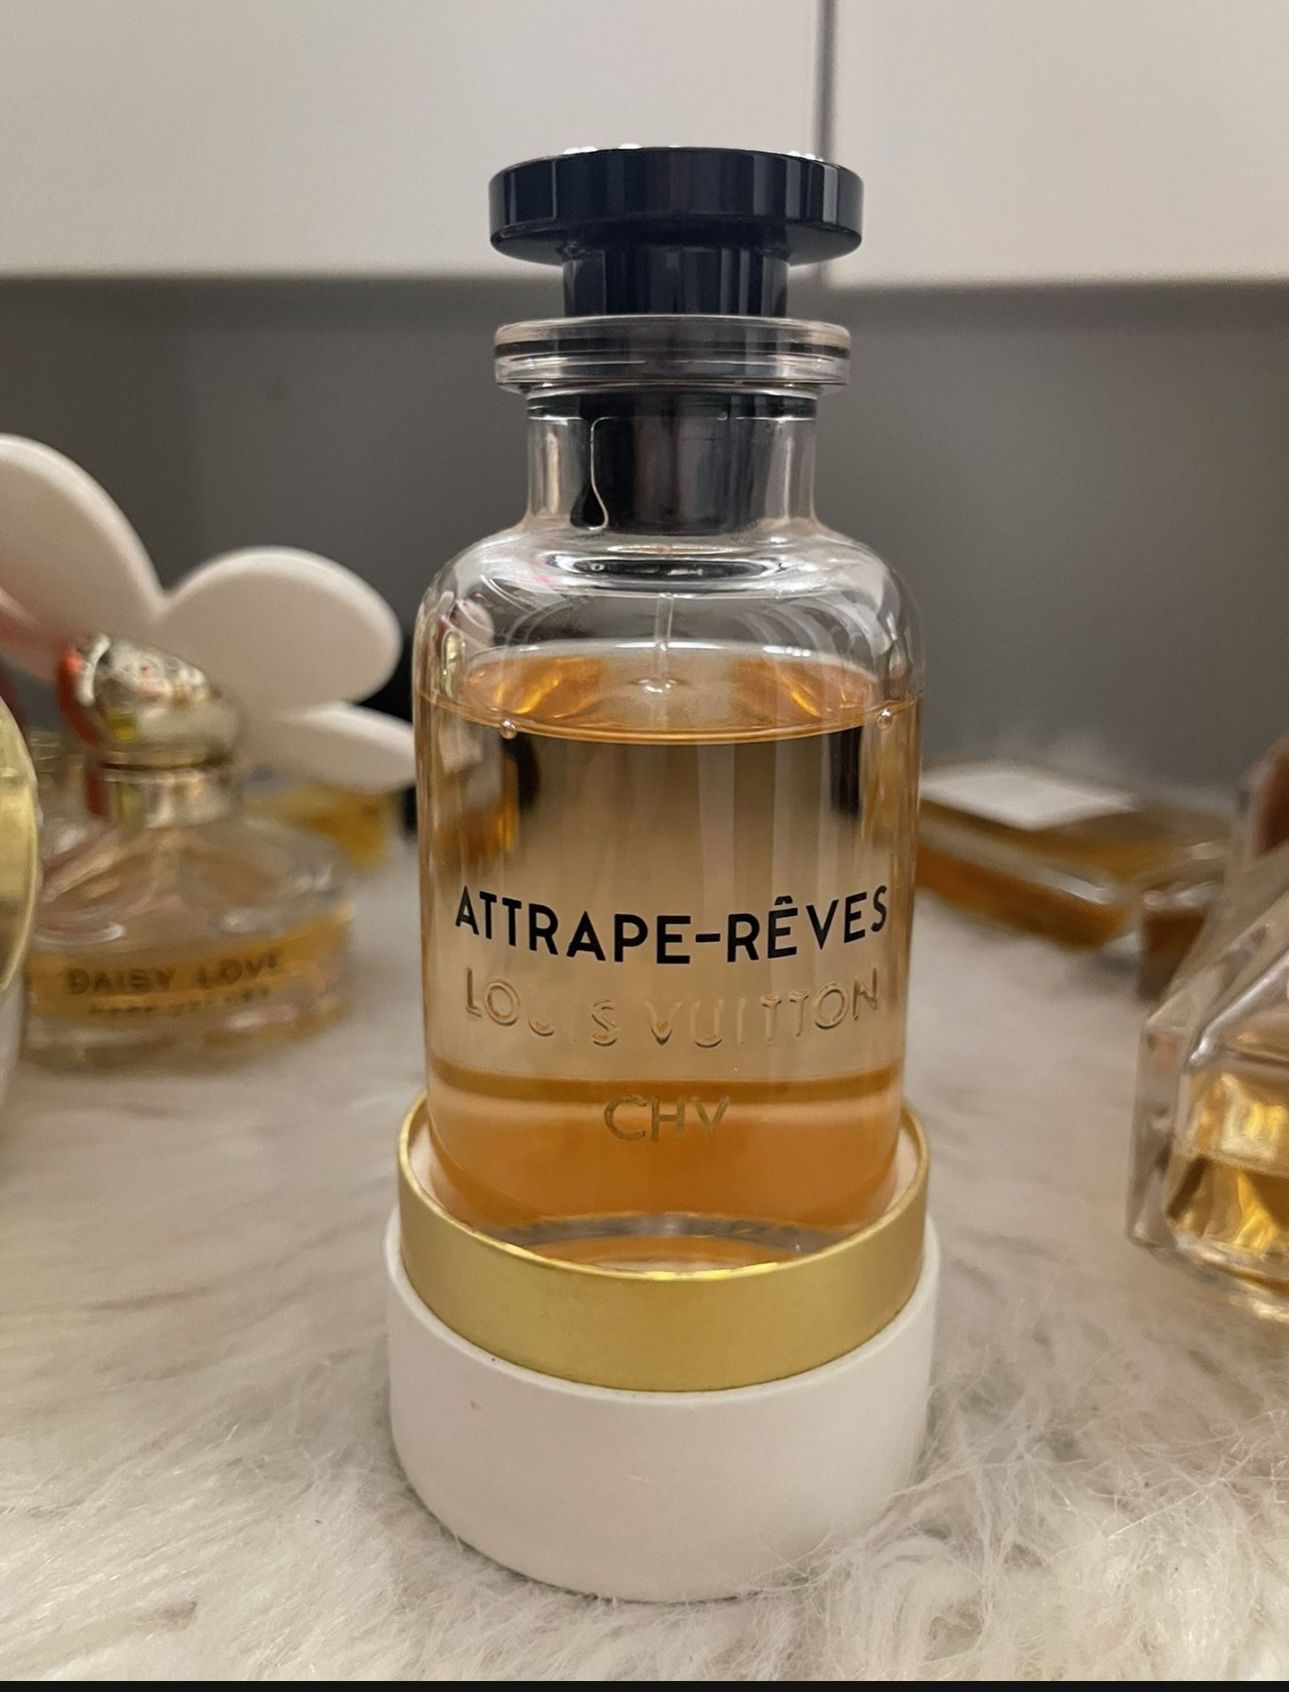 ATTRAPE-RÊVES
LOUIS VUITTON
CHV
DAISY LOVE